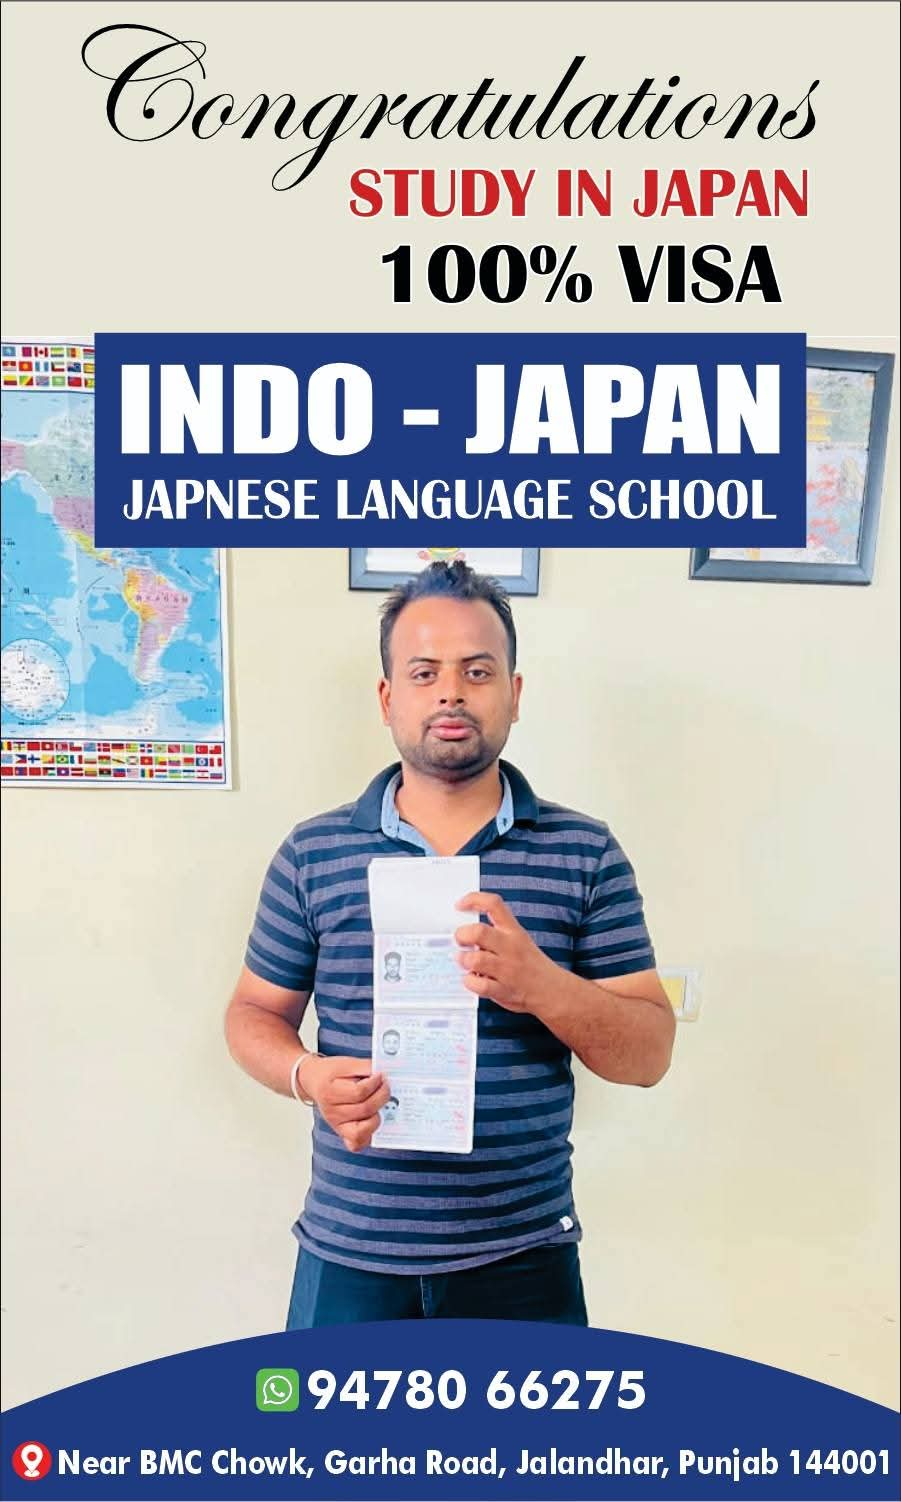 Congratulations
STUDY IN JAPAN
100% VISA
INDO - JAPAN
JAPNESE LANGUAGE SCHOOL
94780 66275
Near BMC Chowk, Garha Road, Jalandhar, Punjab 144001